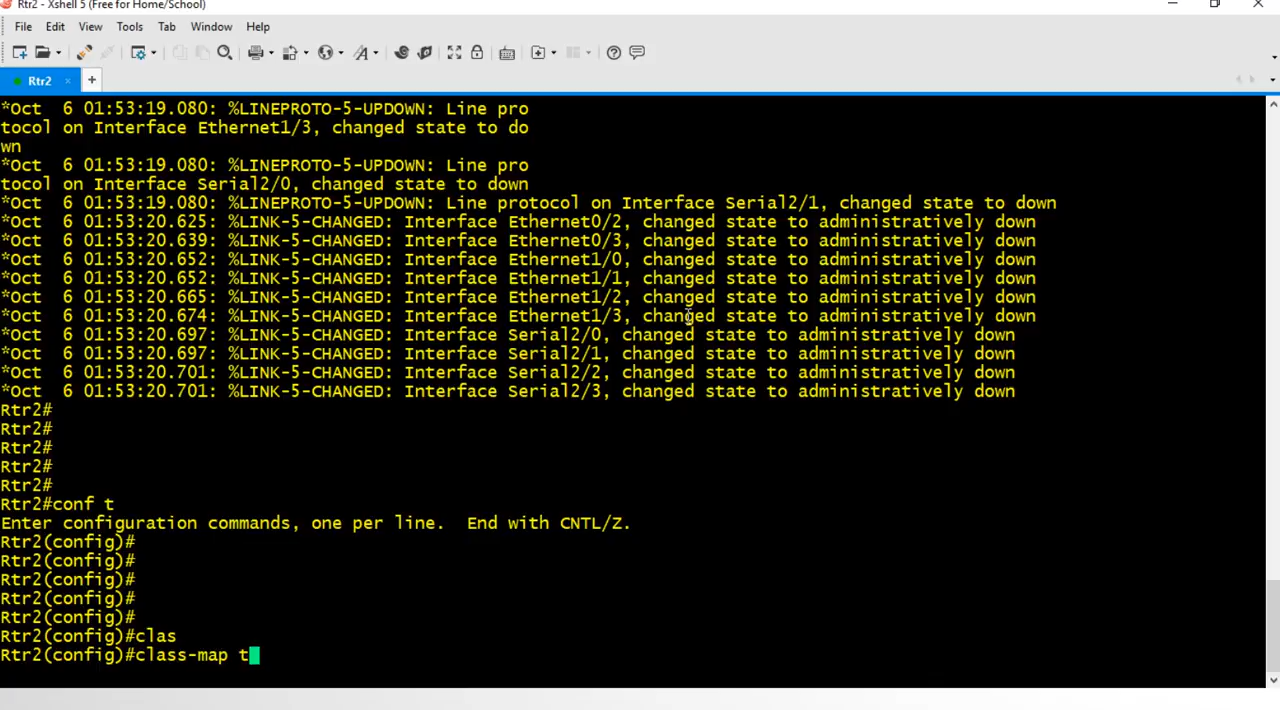 Rtr2 - Xshell 5 (Free for Home/School)
File Edit View Tools Tab Window Help
Rtr2
*Oct  6 01:53:19.080: %LINEPROTO-5-UPDOWN: Line pro
tocol on Interface Ethernet1/3, changed state to do
wn
*Oct  6 01:53:19.080: %LINEPROTO-5-UPDOWN: Line pro
tocol on Interface Serial2/0, changed state to down
*Oct  6 01:53:19.080: %LINEPROTO-5-UPDOWN: Line protocol on Interface Serial2/1, changed state to down
*Oct  6 01:53:20.625: %LINK-5-CHANGED: Interface Ethernet0/2, changed state to administratively down
*Oct  6 01:53:20.639: %LINK-5-CHANGED: Interface Ethernet0/3, changed state to administratively down
*Oct  6 01:53:20.652: %LINK-5-CHANGED: Interface Ethernet1/0, changed state to administratively down
*Oct  6 01:53:20.652: %LINK-5-CHANGED: Interface Ethernet1/1, changed state to administratively down
*Oct  6 01:53:20.665: %LINK-5-CHANGED: Interface Ethernet1/2, changed state to administratively down
*Oct  6 01:53:20.674: %LINK-5-CHANGED: Interface Ethernet1/3, changed state to administratively down
*Oct  6 01:53:20.697: %LINK-5-CHANGED: Interface Serial2/0, changed state to administratively down
*Oct  6 01:53:20.697: %LINK-5-CHANGED: Interface Serial2/1, changed state to administratively down
*Oct  6 01:53:20.701: %LINK-5-CHANGED: Interface Serial2/2, changed state to administratively down
*Oct  6 01:53:20.701: %LINK-5-CHANGED: Interface Serial2/3, changed state to administratively down
Rtr2#
Rtr2#
Rtr2#
Rtr2#
Rtr2#
Rtr2#conf t
Enter configuration commands, one per line.  End with CNTL/Z.
Rtr2(config)#
Rtr2(config)#
Rtr2(config)#
Rtr2(config)#
Rtr2(config)#
Rtr2(config)#clas
Rtr2(config)#class-map t